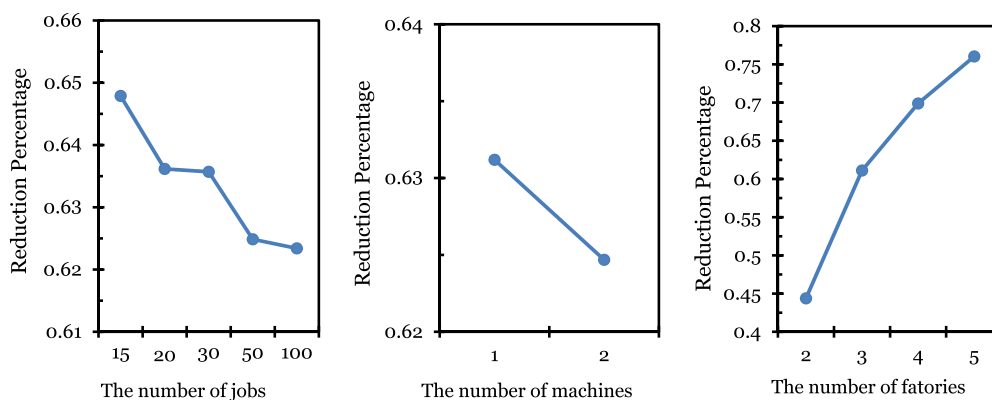 Reduction Percentage
0.66
0.65
0.64
0.63
0.62
0.61
15 20 30 50 100
The number of jobs
Reduction Percentage
0.64
0.63
0.62
1 2
The number of machines
Reduction Percentage
0.8
0.75
0.7
0.65
0.6
0.55
0.5
0.45
0.4
2 3 4 5
The number of fatories